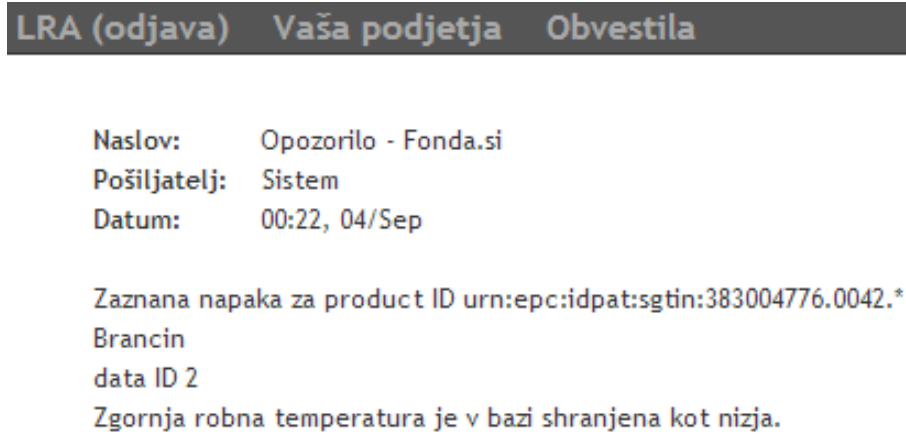 LRA (odjava) Vaša podjetja Obvestila
Naslov: Opozorilo - Fonda.si
Pošiljatelj: Sistem
Datum: 00:22, 04/Sep
Zaznana napaka za product ID urn:epc:idpat:sgtin:383004776.0042.*
Brancin
data ID 2
Zgornja robna temperatura je v bazi shranjena kot nizja.